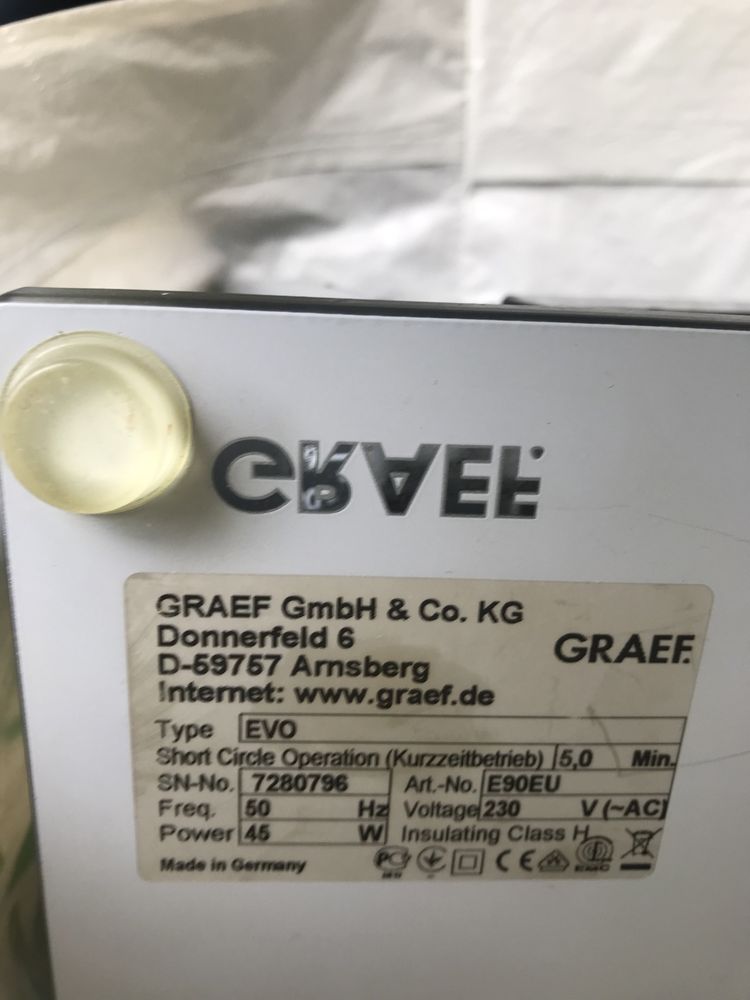 GRAEF
GRAEF GmbH & Co. KG
Donnerfeld 6
D-59757 Arnsberg
Internet: www.graef.de
GRAEF
Type EVO
Short Circle Operation (Kurzzeitbetrieb) 5,0 Min.
SN-No. 7280796 Art.-No. E90EU
Freq. 50 Hz Voltage 230 V (~AC)
Power 45 W Insulating Class H
Made in Germany CE